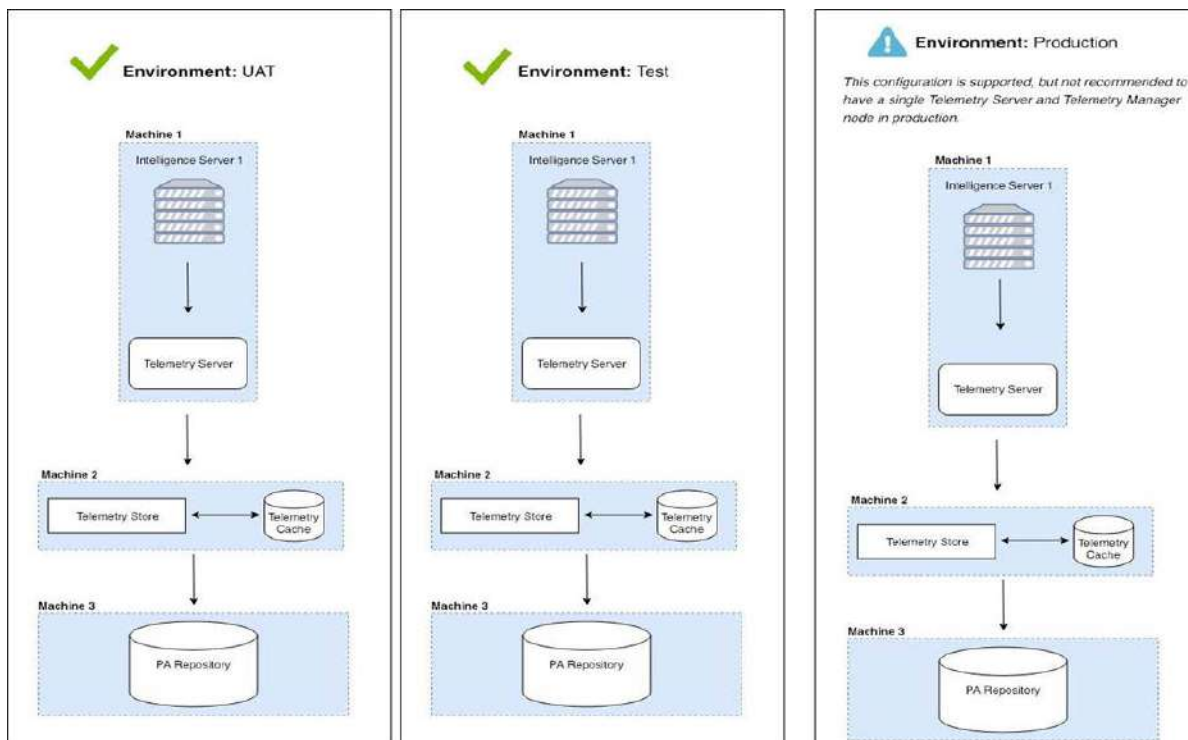 Environment: UAT
Machine 1
Intelligence Server 1
Telemetry Server
Machine 2
Telemetry Store
Telemetry
Cache
Machine 3
PA Repository
Environment: Test
Machine 1
Intelligence Server 1
Telemetry Server
Machine 2
Telemetry Store
Telemetry
Cache
Machine 3
PA Repository
Environment: Production
This configuration is supported, but not recommended to
have a single Telemetry Server and Telemetry Manager
node in production.
Machine 1
Intelligence Server 1
Telemetry Server
Machine 2
Telemetry Store
Telemetry
Cache
Machine 3
PA Repository